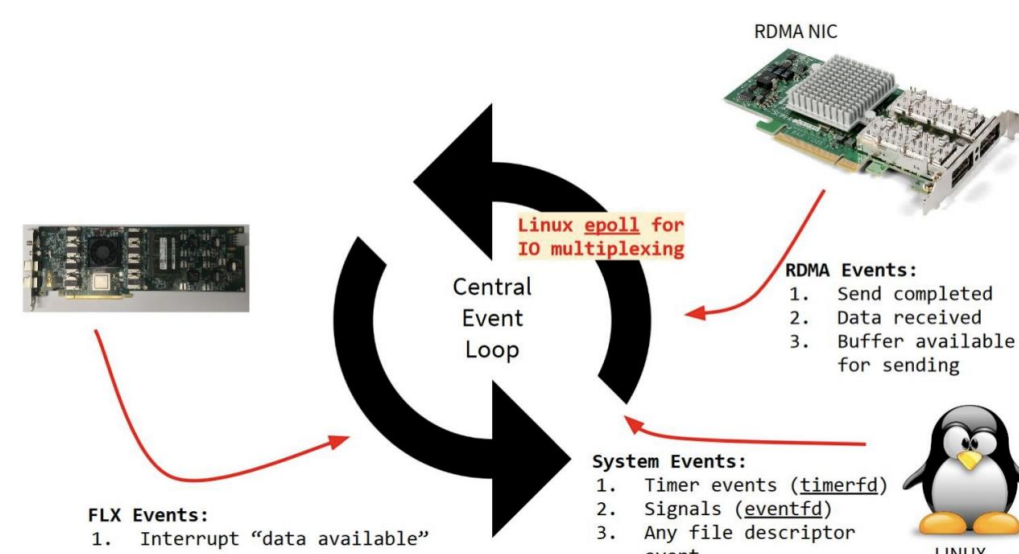 RDMA NIC
Linux epoll for
IO multiplexing
Central
Event
Loop
RDMA Events:
1. Send completed
2. Data received
3. Buffer available
for sending
System Events:
1. Timer events (timerfd)
2. Signals (eventfd)
3. Any file descriptor
event
FLX Events:
1. Interrupt “data available”
LINUX